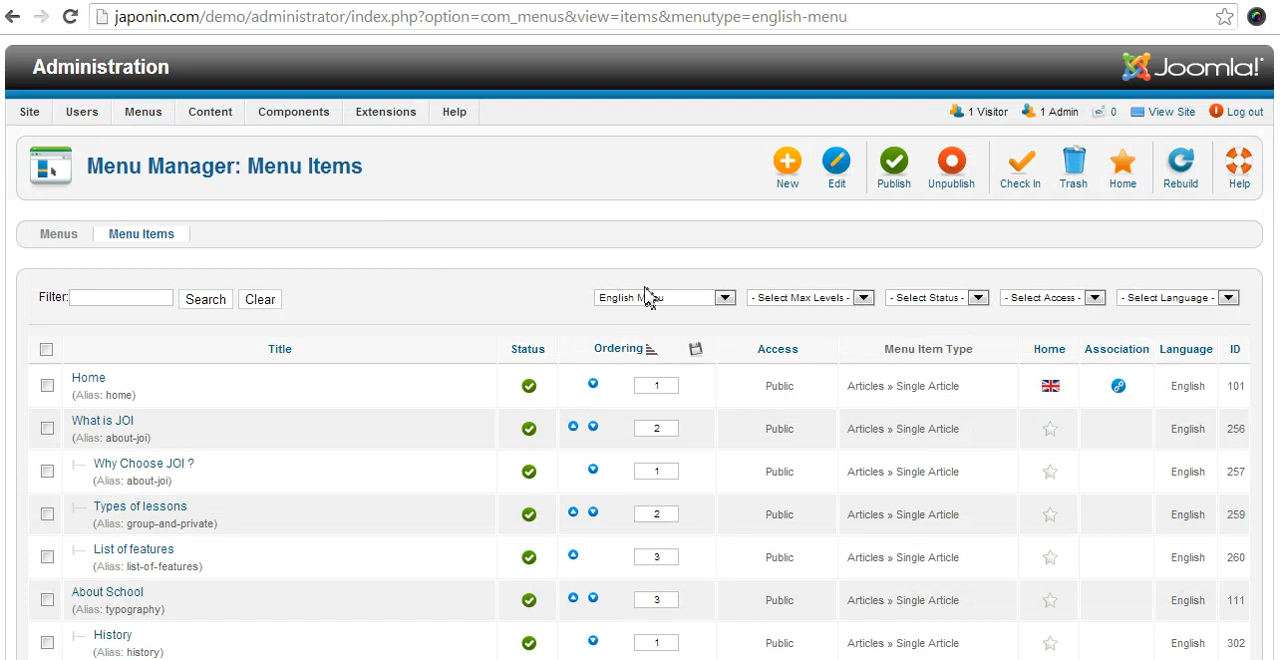 japonin.com/demo/administrator/index.php?option=com_menus&view=items&menutype=english-menu
Administration
Joomla!
Site Users Menus Content Components Extensions Help 1 Visitor 1 Admin 0 View Site Log out
Menu Manager: Menu Items
New Edit Publish Unpublish Check In Trash Home Rebuild Help
Menus Menu Items
Filter: Search Clear English Menu - Select Max Levels - - Select Status - - Select Access - - Select Language -
Title Status Ordering Access Menu Item Type Home Association Language ID
Home
(Alias: home)
1 Public Articles » Single Article English 101
What is JOI
(Alias: about-joi)
2 Public Articles » Single Article English 256
Why Choose JOI ?
(Alias: about-joi)
1 Public Articles » Single Article English 257
Types of lessons
(Alias: group-and-private)
2 Public Articles » Single Article English 259
List of features
(Alias: list-of-features)
3 Public Articles » Single Article English 260
About School
(Alias: typography)
3 Public Articles » Single Article English 111
History
(Alias: history)
1 Public Articles » Single Article English 302